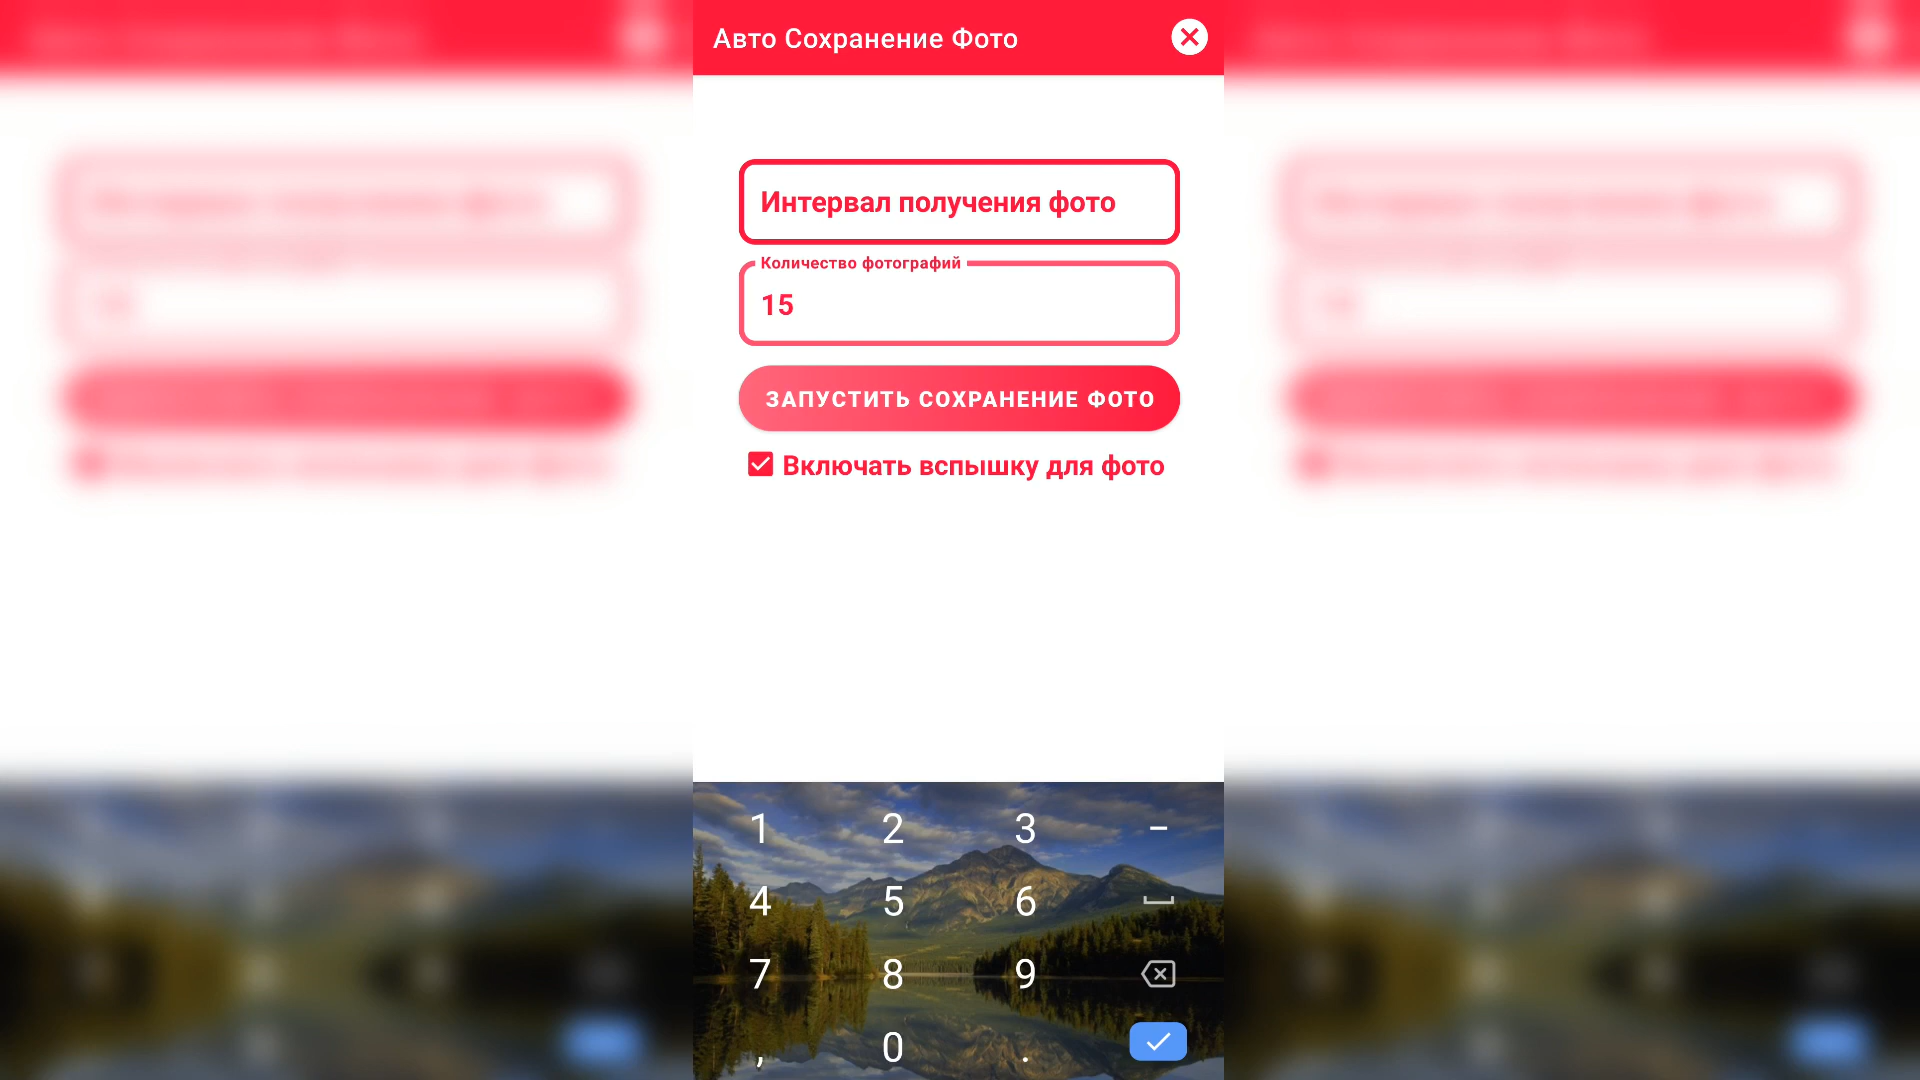 Авто Сохранение Фото
Интервал получения фото
Количество фотографий
15
ЗАПУСТИТЬ СОХРАНЕНИЕ ФОТО
Включать вспышку для фото
1 2 3 -
4 5 6
7 8 9
, 0 .